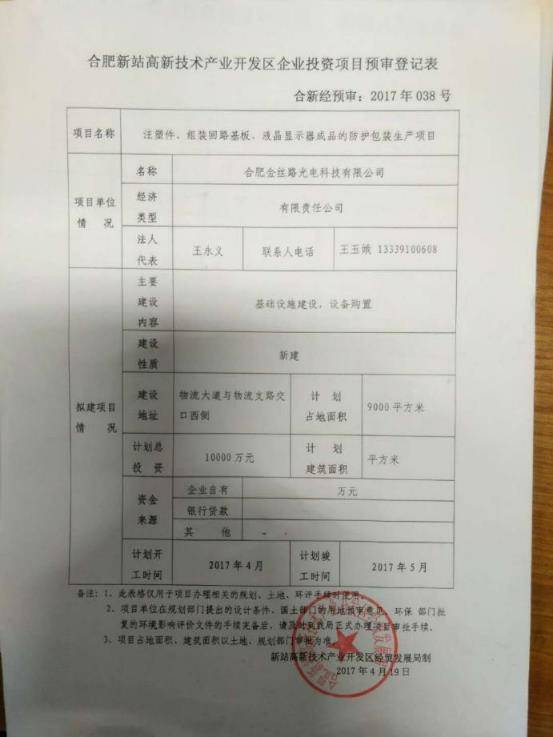 合肥新站高新技术产业开发区企业投资项目预审登记表
合新经预审：2017 年 038 号
项目名称 注塑件、组装回路基板、液晶显示器成品的防护包装生产项目
项目单位情况 名称 合肥金丝路光电科技有限公司
经济类型 有限责任公司
法人代表 王永义 联系人电话 王玉娥 13339100608
拟建项目情况 主要建设内容 基础设施建设，设备购置
建设性质 新建
建设地址 物流大道与物流支路交口西侧 计划占地面积 9000 平方米
计划总投资 10000 万元 计划建筑面积 平方米
资金来源 企业自有 万元
银行贷款
其他
计划开工时间 2017 年 4 月 计划竣工时间 2017 年 5 月
备注：1、此表格仅用于项目办理相关的规划、土地、环评手续时使用。
2、项目单位在规划部门提出的设计条件、国土部门的用地预审意见、环保 部门批
复的环境影响评价文件的手续完备后，请及时到我局正式办理项目审批手续。
3、项目占地面积、建筑面积以土地、规划部门审批为准。
新站高新技术产业开发区经贸发展局制
2017 年 4 月 19 日